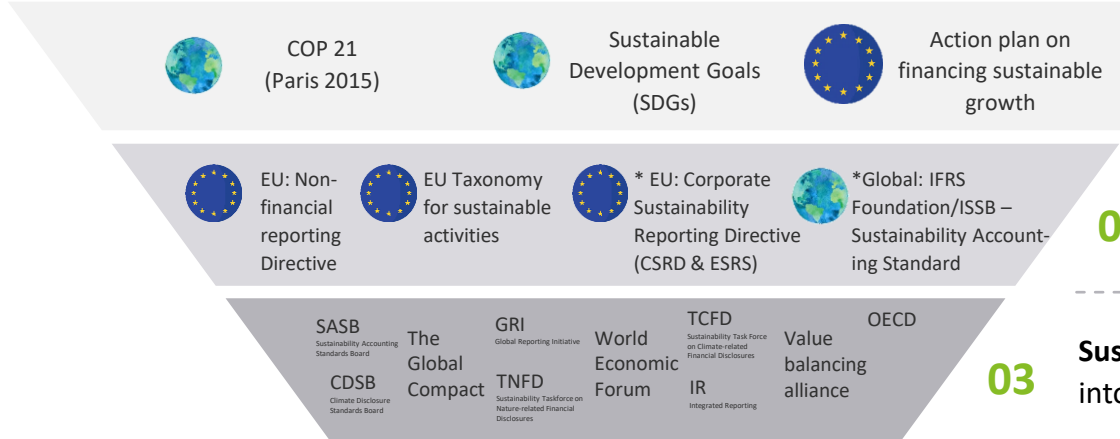 COP 21
(Paris 2015)
Sustainable
Development Goals
(SDGs)
Action plan on
financing sustainable
growth
EU: Non-
financial
reporting
Directive
EU Taxonomy
for sustainable
activities
* EU: Corporate
Sustainability
Reporting Directive
(CSRD & ESRS)
*Global: IFRS
Foundation/ISSB –
Sustainability Account-
ing Standard
0
SASB
Sustainability Accounting
Standards Board
CDSB
Climate Disclosure
Standards Board
The
Global
Compact
GRI
Global Reporting Initiative
TNFD
Sustainability Taskforce on
Nature-related Financial
Disclosures
World
Economic
Forum
TCFD
Sustainability Task Force
on Climate-related
Financial Disclosures
IR
Integrated Reporting
Value
balancing
alliance
OECD
03
Sus
into